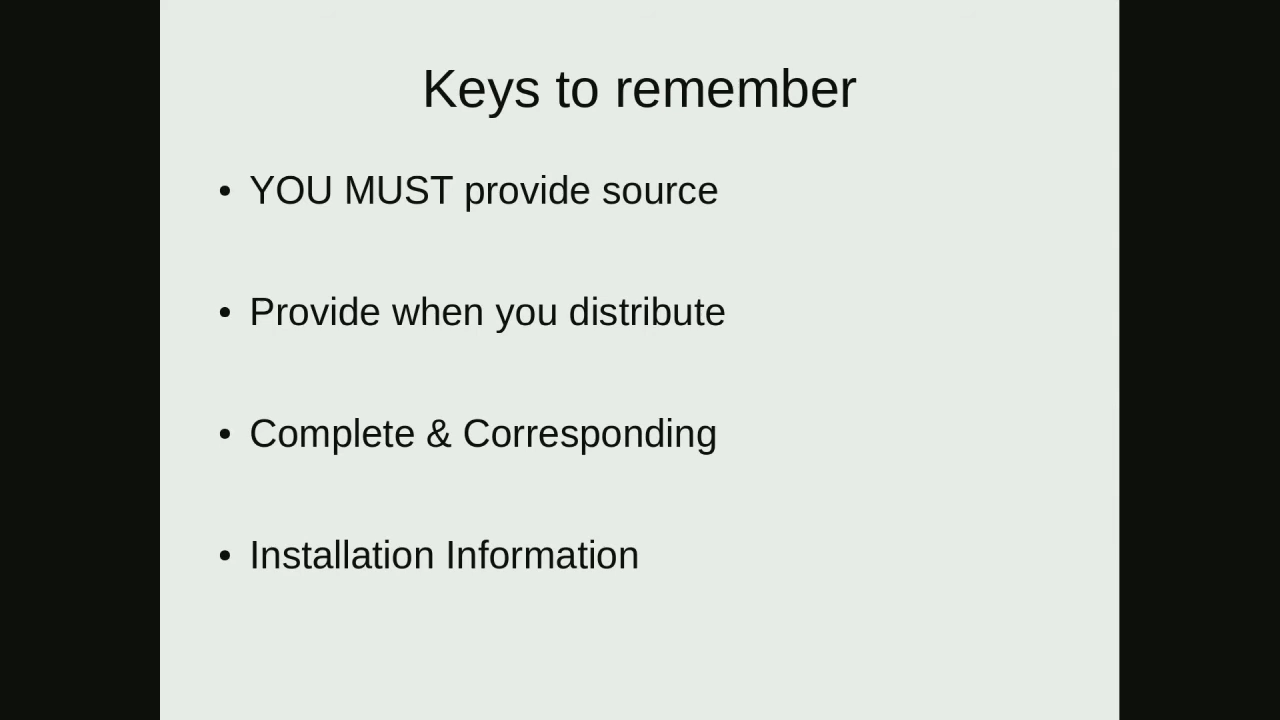 Keys to remember
• YOU MUST provide source
• Provide when you distribute
• Complete & Corresponding
• Installation Information